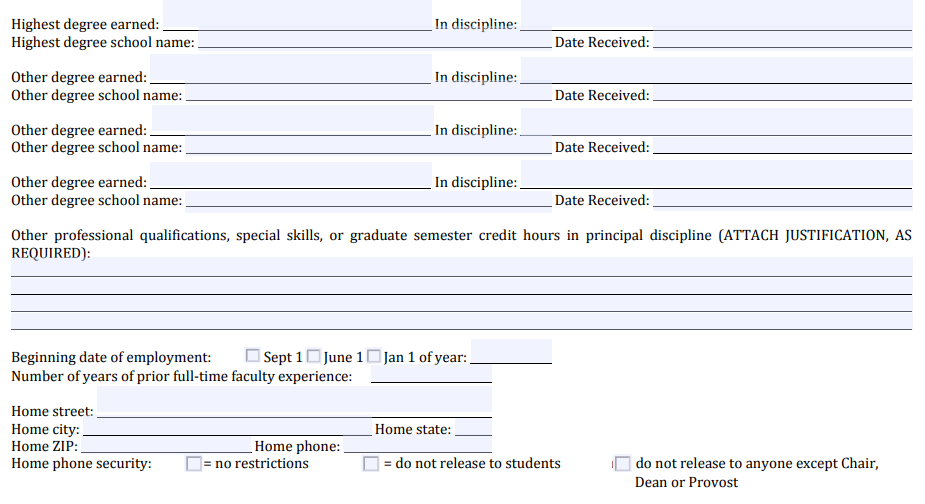 Highest degree earned: In discipline:
Highest degree school name: Date Received:
Other degree earned: In discipline:
Other degree school name: Date Received:
Other degree earned: In discipline:
Other degree school name: Date Received:
Other degree earned: In discipline:
Other degree school name: Date Received:
Other professional qualifications, special skills, or graduate semester credit hours in principal discipline (ATTACH JUSTIFICATION, AS
REQUIRED):
Beginning date of employment: Sept 1 June 1 Jan 1 of year:
Number of years of prior full-time faculty experience:
Home street:
Home city: Home state:
Home ZIP: Home phone:
Home phone security: = no restrictions = do not release to students do not release to anyone except Chair,
Dean or Provost